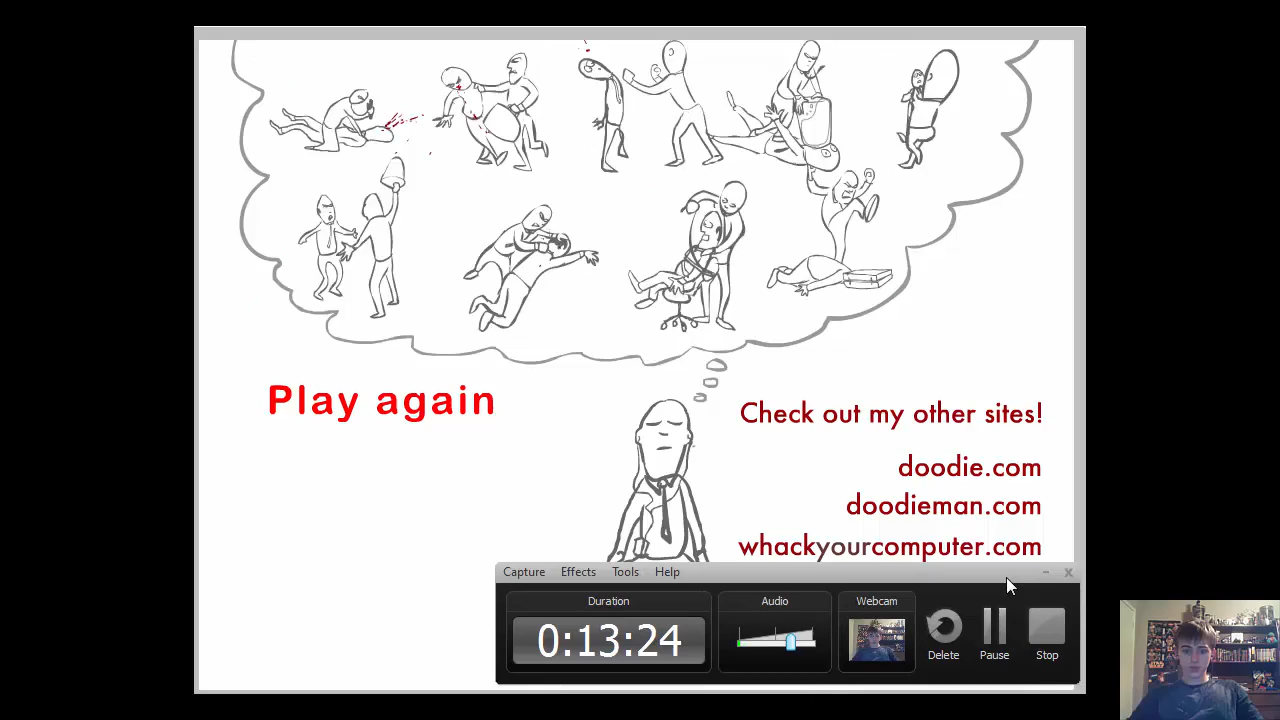 Play again
Check out my other sites!
doodie.com
doodieman.com
whackyourcomputer.com
Capture Effects Tools Help
Duration
0:13:24
Audio
Webcam
Delete
Pause
Stop